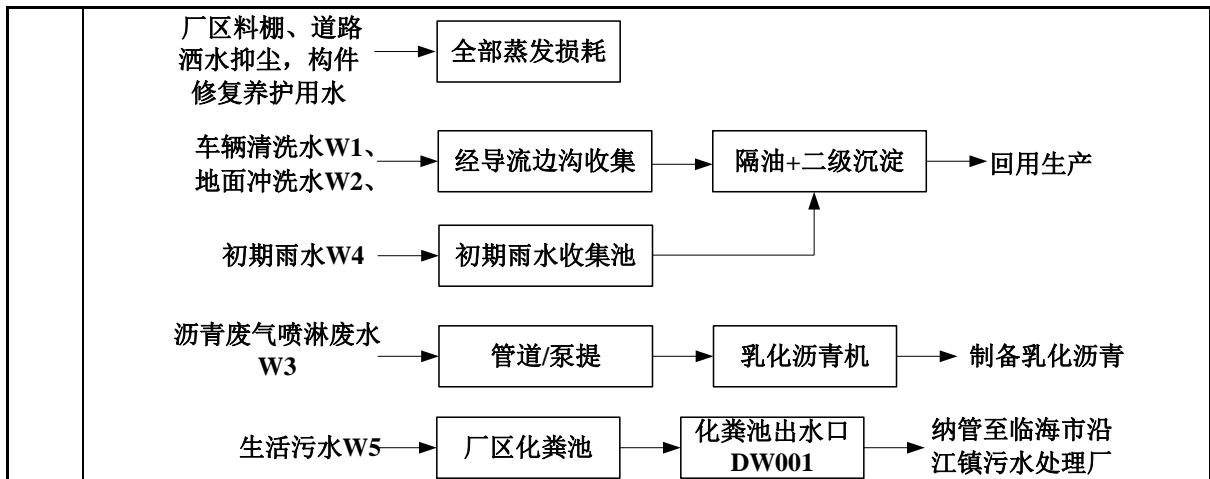 厂区料棚、道路
洒水抑尘，构件
修复养护用水
全部蒸发损耗
车辆清洗水W1、
地面冲洗水W2、
经导流边沟收集
隔油+二级沉淀
回用生产
初期雨水W4
初期雨水收集池
沥青废气喷淋废水
W3
管道/泵提
乳化沥青机
制备乳化沥青
生活污水W5
厂区化粪池
化粪池出水口
DW001
纳管至临海市沿
江镇污水处理厂